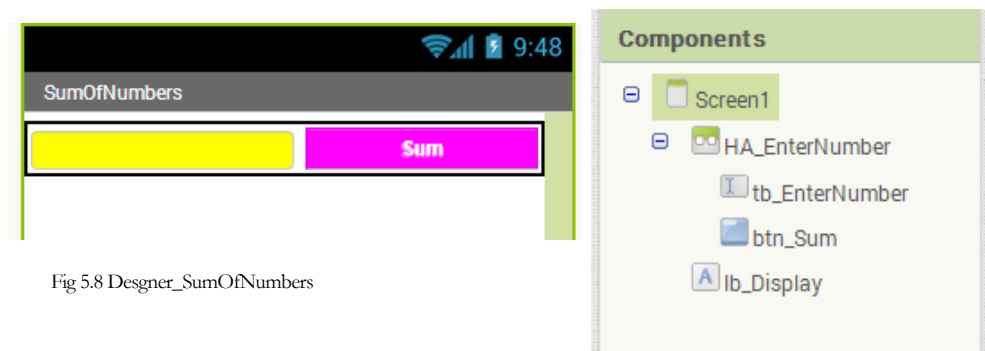 9:48
SumOfNumbers
Sum
Fig 5.8 Desgner_SumOfNumbers
Components
Screen1
HA_EnterNumber
tb_EnterNumber
btn_Sum
A lb_Display